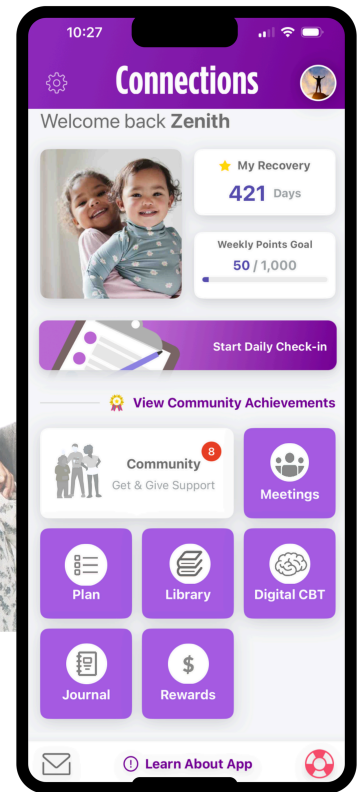 10:27
Connections
Welcome back Zenith
My Recovery
421 Days
Weekly Points Goal
50 / 1,000
Start Daily Check-in
View Community Achievements
8
Community
Get & Give Support
Meetings
Plan
Library
Digital CBT
Journal
Rewards
Learn About App